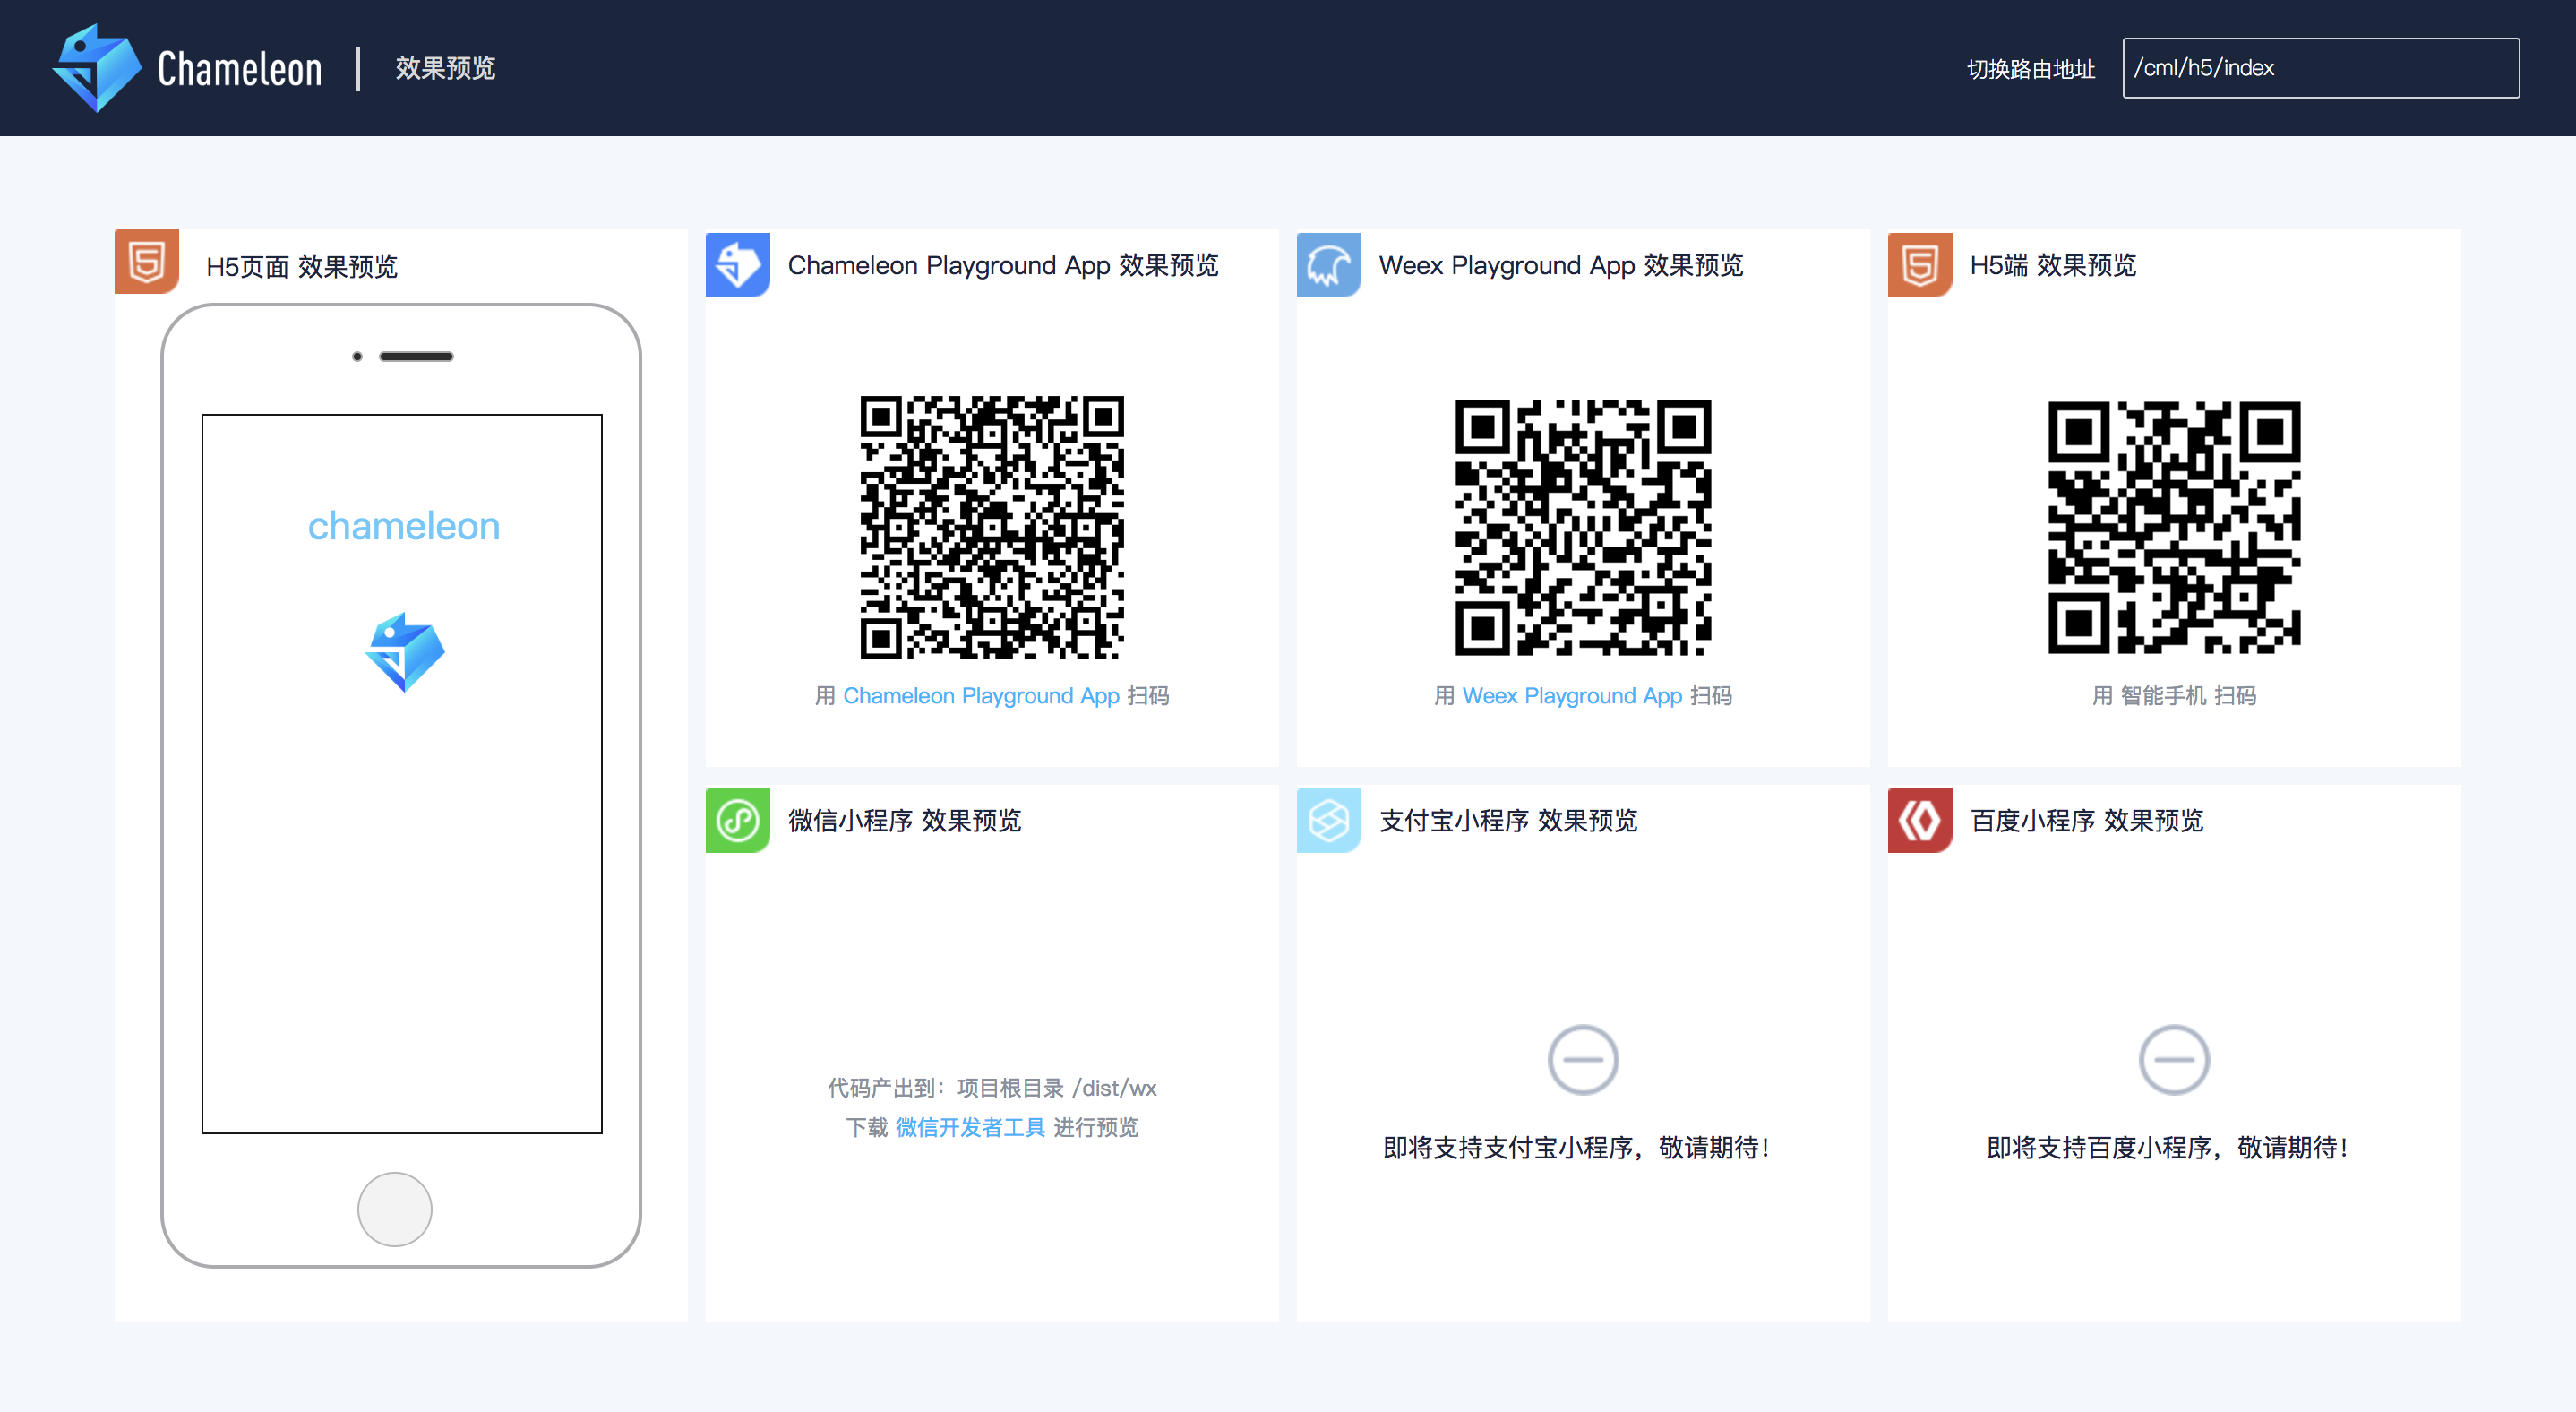 Chameleon
效果预览
切换路由地址
/cml/h5/index
H5页面 效果预览
chameleon
Chameleon Playground App 效果预览
用 Chameleon Playground App 扫码
Weex Playground App 效果预览
用 Weex Playground App 扫码
H5端 效果预览
用 智能手机 扫码
微信小程序 效果预览
代码产出到：项目根目录 /dist/wx
下载 微信开发者工具 进行预览
支付宝小程序 效果预览
即将支持支付宝小程序，敬请期待！
百度小程序 效果预览
即将支持百度小程序，敬请期待！